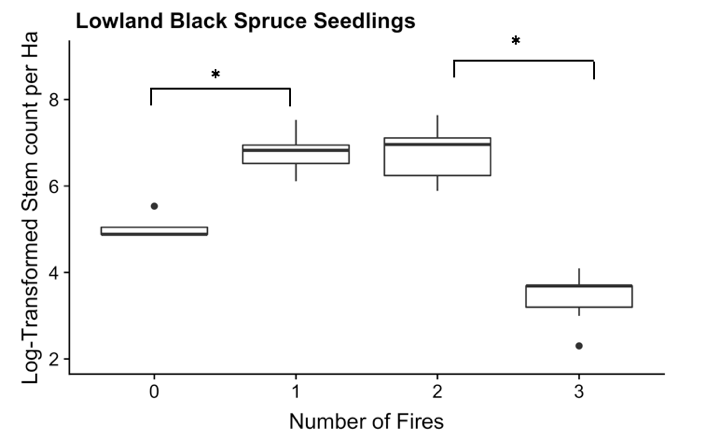 Lowland Black Spruce Seedlings
Log-Transformed Stem count per Ha
*
*
8
6
4
2
0 1 2 3
Number of Fires